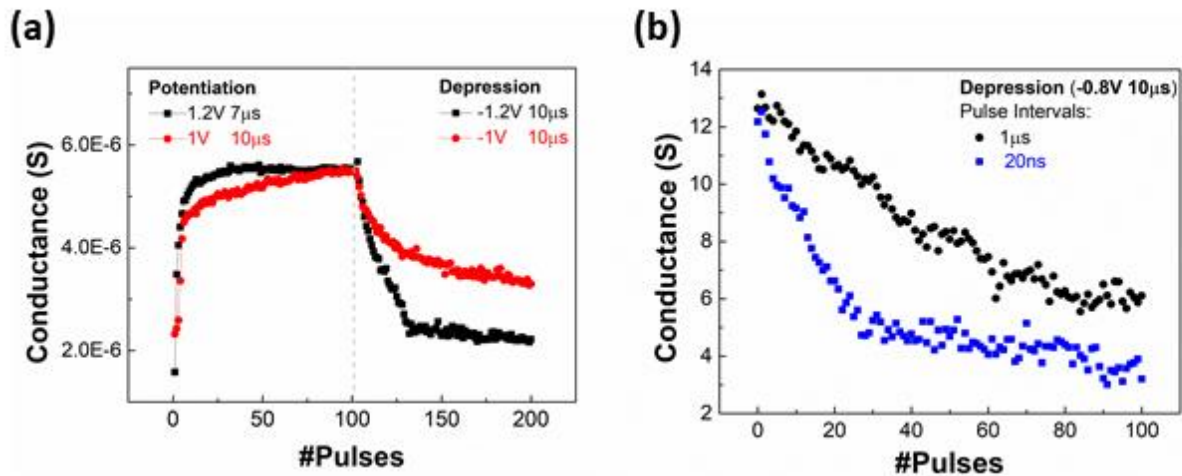 (a)
Potentiation
1.2V 7μs
1V 10μs
Depression
-1.2V 10μs
-1V 10μs
6.0E-6
4.0E-6
2.0E-6
Conductance (S)
0 50 100 150 200
#Pulses
(b)
Depression (-0.8V 10μs)
Pulse Intervals:
1μs
20ns
14
12
10
8
6
4
2
Conductance (S)
0 20 40 60 80 100
#Pulses